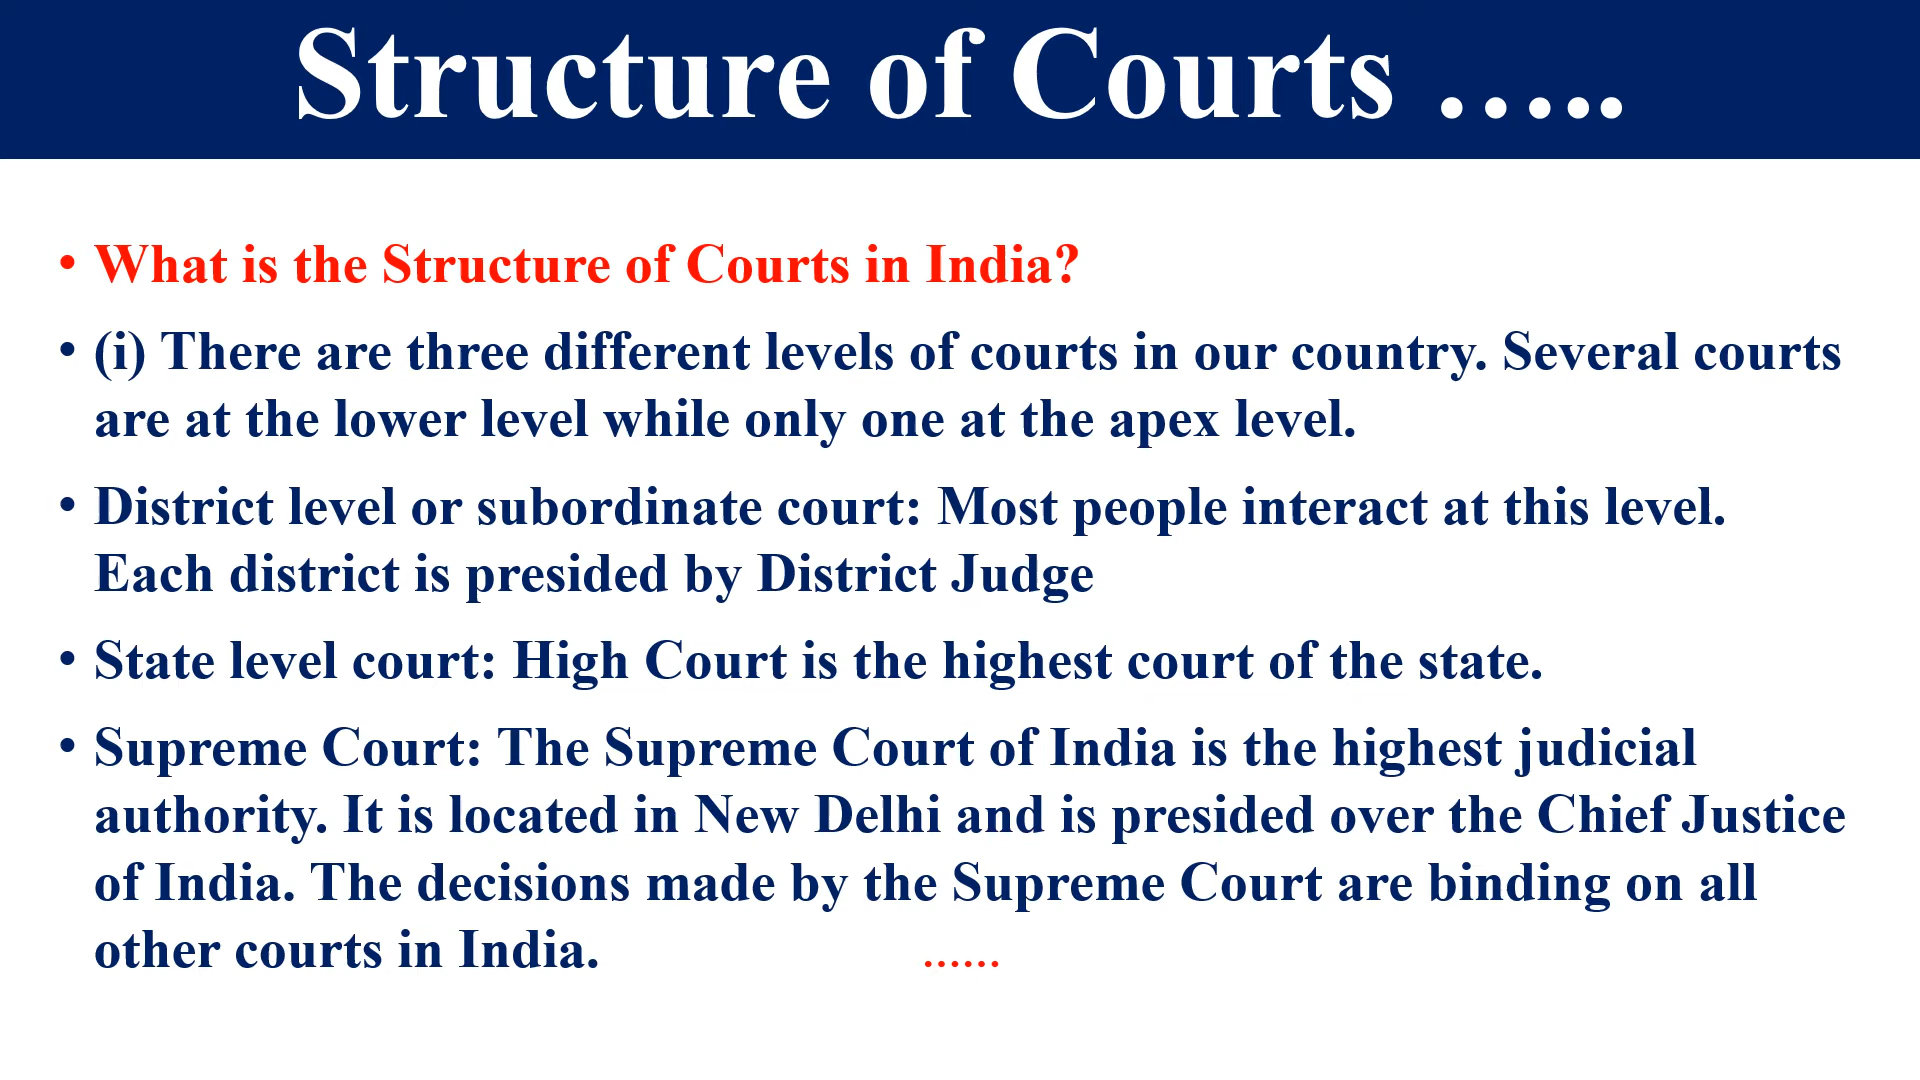 Structure of Courts …..
• What is the Structure of Courts in India?
• (i) There are three different levels of courts in our country. Several courts
are at the lower level while only one at the apex level.
• District level or subordinate court: Most people interact at this level.
Each district is presided by District Judge
• State level court: High Court is the highest court of the state.
• Supreme Court: The Supreme Court of India is the highest judicial
authority. It is located in New Delhi and is presided over the Chief Justice
of India. The decisions made by the Supreme Court are binding on all
other courts in India. ......